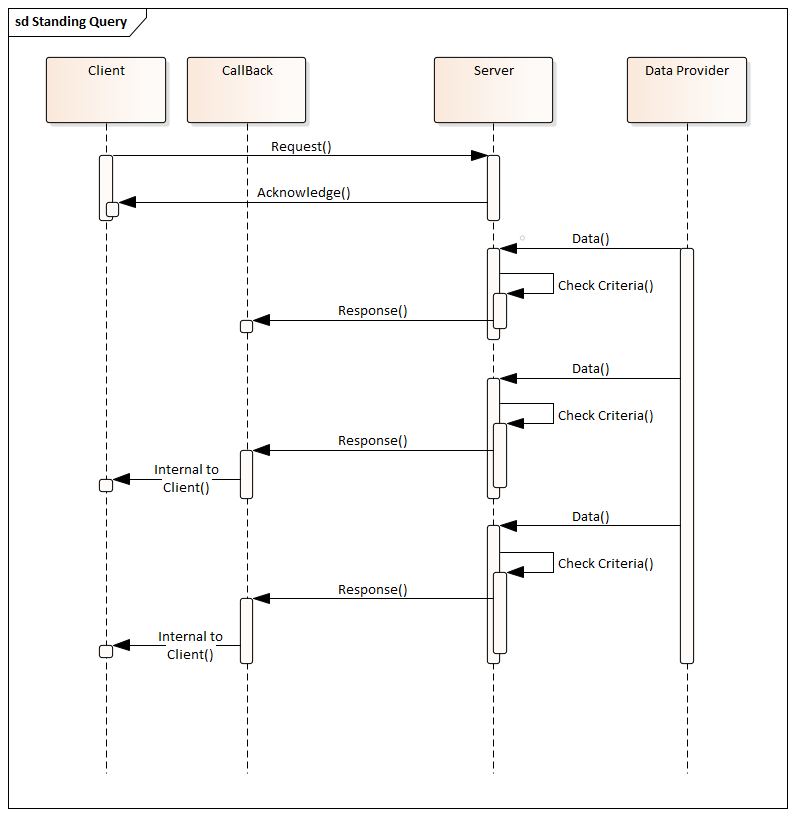 sd Standing Query
Client
CallBack
Server
Data Provider
Request()
Acknowledge()
Data()
Check Criteria()
Response()
Data()
Check Criteria()
Response()
Internal to
Client()
Data()
Check Criteria()
Response()
Internal to
Client()